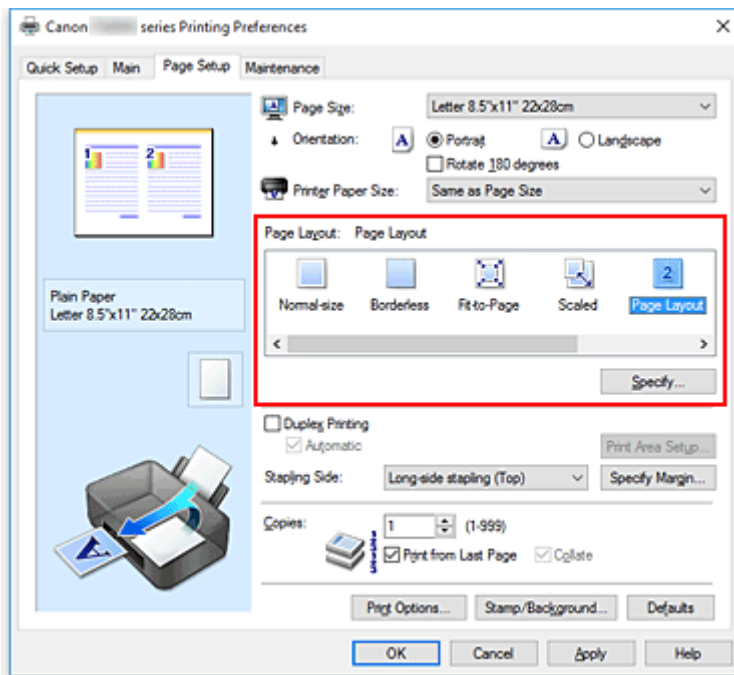 Canon series Printing Preferences
Quick Setup Main Page Setup Maintenance
Page Size: Letter 8.5"x11" 22x28cm
Orientation: A Portrait A Landscape
Rotate 180 degrees
Printer Paper Size: Same as Page Size
1 2
Page Layout: Page Layout
2
Normal-size Borderless Fit-to-Page Scaled Page Layout
Plain Paper
Letter 8.5"x11" 22x28cm
Specify...
Duplex Printing
Automatic Print Area Setup...
Stapling Side: Long-side stapling (Top) Specify Margin...
Copies: 1 (1-999)
Print from Last Page Collate
A
Print Options... Stamp/Background... Defaults
OK Cancel Apply Help